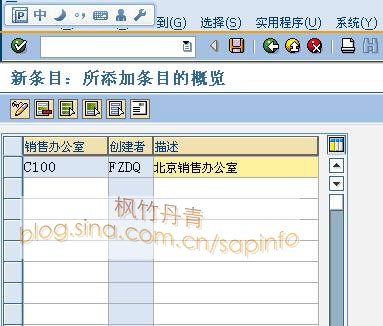 中
到(G) 选择(S) 实用程序(U) 系统(Y)
新条目：所添加条目的概览
销售办公室 创建者 描述
C100 FZDQ 北京销售办公室
枫竹丹青
blog.sina.com.cn/sapinfo